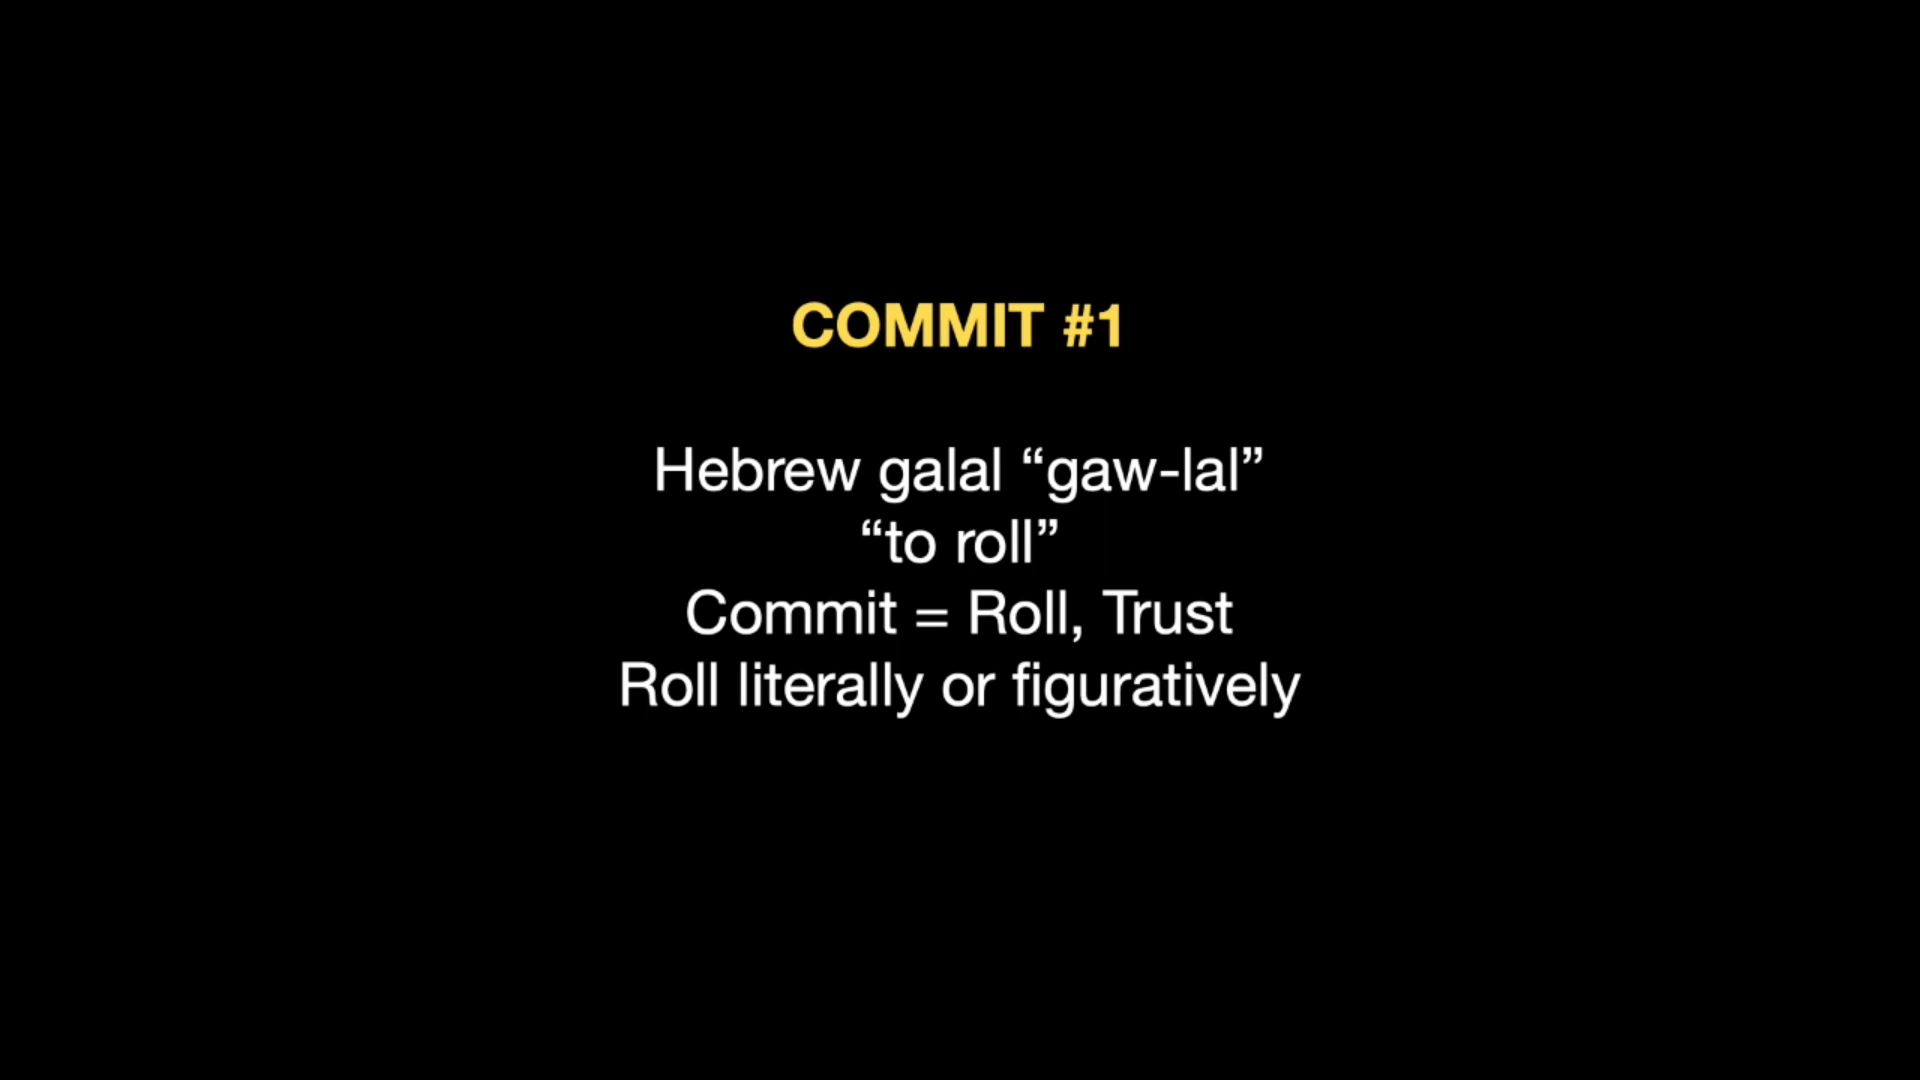 COMMIT #1
Hebrew galal “gaw-lal”
“to roll”
Commit = Roll, Trust
Roll literally or figuratively